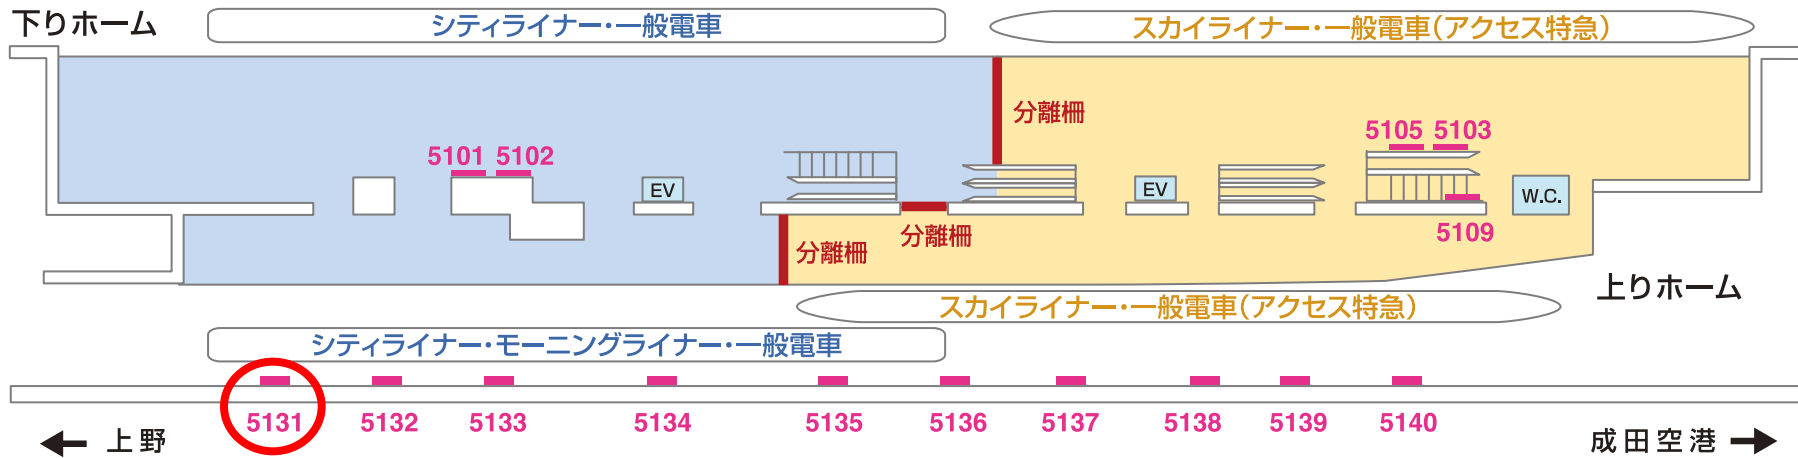 下りホーム
シティライナー・一般電車
スカイライナー・一般電車(アクセス特急)
分離柵
5105 5103
5101 5102
EV
EV
W.C.
5109
分離柵
分離柵
上りホーム
スカイライナー・一般電車(アクセス特急)
シティライナー・モーニングライナー・一般電車
5131 5132 5133 5134 5135 5136 5137 5138 5139 5140
上野
成田空港